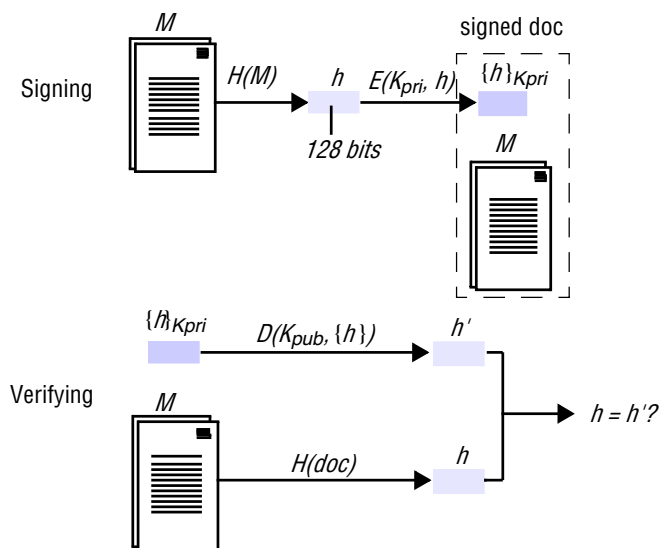 M
signed doc
Signing
H(M)
h
E(Kpri, h)
{h}Kpri
128 bits
M
{h}Kpri
D(Kpub, {h})
h'
Verifying
M
h = h'?
H(doc)
h